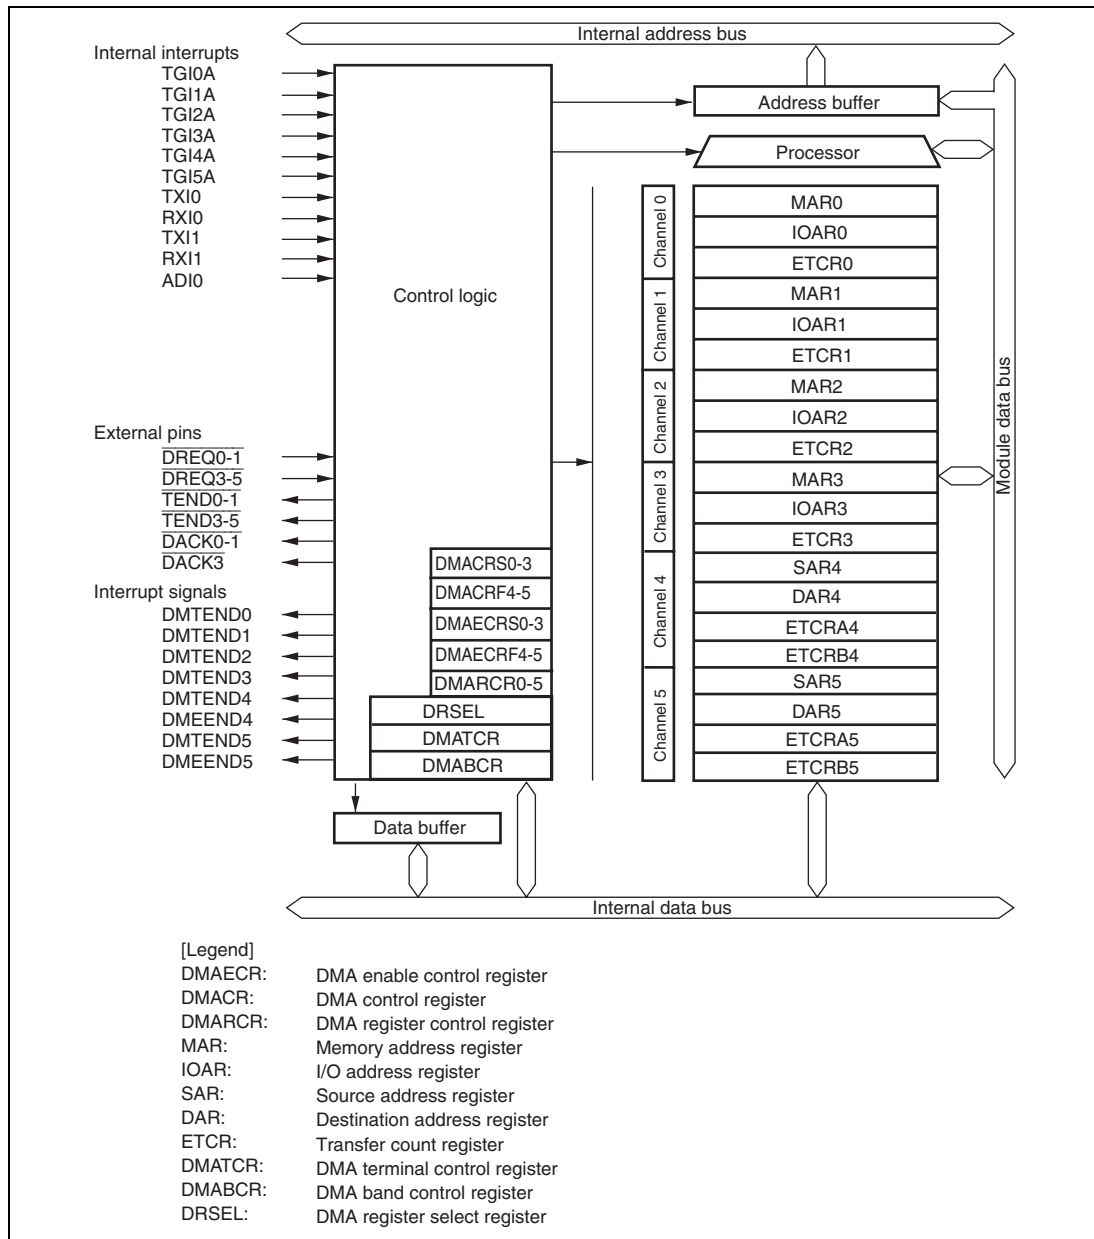 Internal address bus
Internal interrupts
TGI0A
TGI1A
TGI2A
TGI3A
TGI4A
TGI5A
TXI0
RXI0
TXI1
RXI1
ADI0
Control logic
Address buffer
Processor
Channel 0
MAR0
IOAR0
ETCR0
Channel 1
MAR1
IOAR1
ETCR1
Channel 2
MAR2
IOAR2
ETCR2
Channel 3
MAR3
IOAR3
ETCR3
Channel 4
SAR4
DAR4
ETCRA4
ETCRB4
Channel 5
SAR5
DAR5
ETCRA5
ETCRB5
Module data bus
External pins
DREQ0-1
DREQ3-5
TEND0-1
TEND3-5
DACK0-1
DACK3
Interrupt signals
DMTEND0
DMTEND1
DMTEND2
DMTEND3
DMTEND4
DMEEND4
DMTEND5
DMEEND5
DMACRS0-3
DMACRF4-5
DMAECRS0-3
DMAECRF4-5
DMARCR0-5
DRSEL
DMATCR
DMABCR
Data buffer
Internal data bus
[Legend]
DMAECR: DMA enable control register
DMACR: DMA control register
DMARCR: DMA register control register
MAR: Memory address register
IOAR: I/O address register
SAR: Source address register
DAR: Destination address register
ETCR: Transfer count register
DMATCR: DMA terminal control register
DMABCR: DMA band control register
DRSEL: DMA register select register